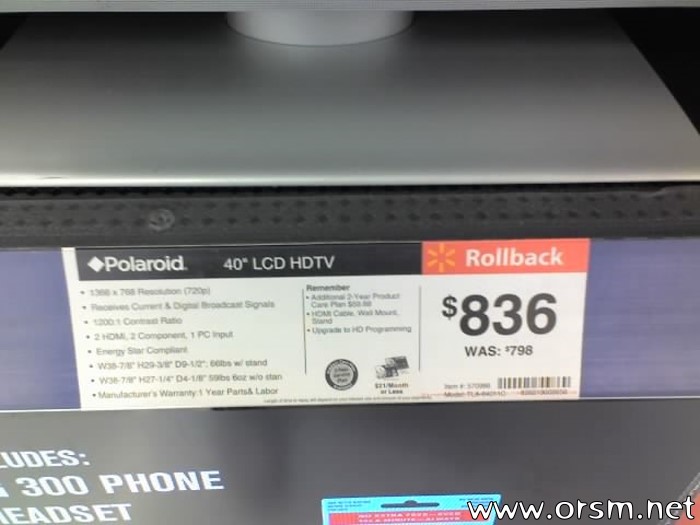 Polaroid
40" LCD HDTV
Rollback
• 1366 x 768 Resolution (720p)
• Receives Current & Digital Broadcast Signals
• 1200:1 Contrast Ratio
• 2 HDMI, 2 Component, 1 PC Input
• Energy Star Compliant
• W38-7/8" H29-3/8" D9-1/2"; 66lbs w/ stand
• W38-7/8" H27-1/4" D4-1/8" 59lbs 6oz w/o stan
• Manufacturer's Warranty:1 Year Parts& Labor
Remember
• Additional 2-Year Product
Care Plan
• HDMI Cable, Wall Mount,
Stand
• Upgrade to HD Programming
$21/Month
or Less
$836
WAS: $798
Item #:
Model:
LUDES:
300 PHONE
HEADSET
www.orsm.net